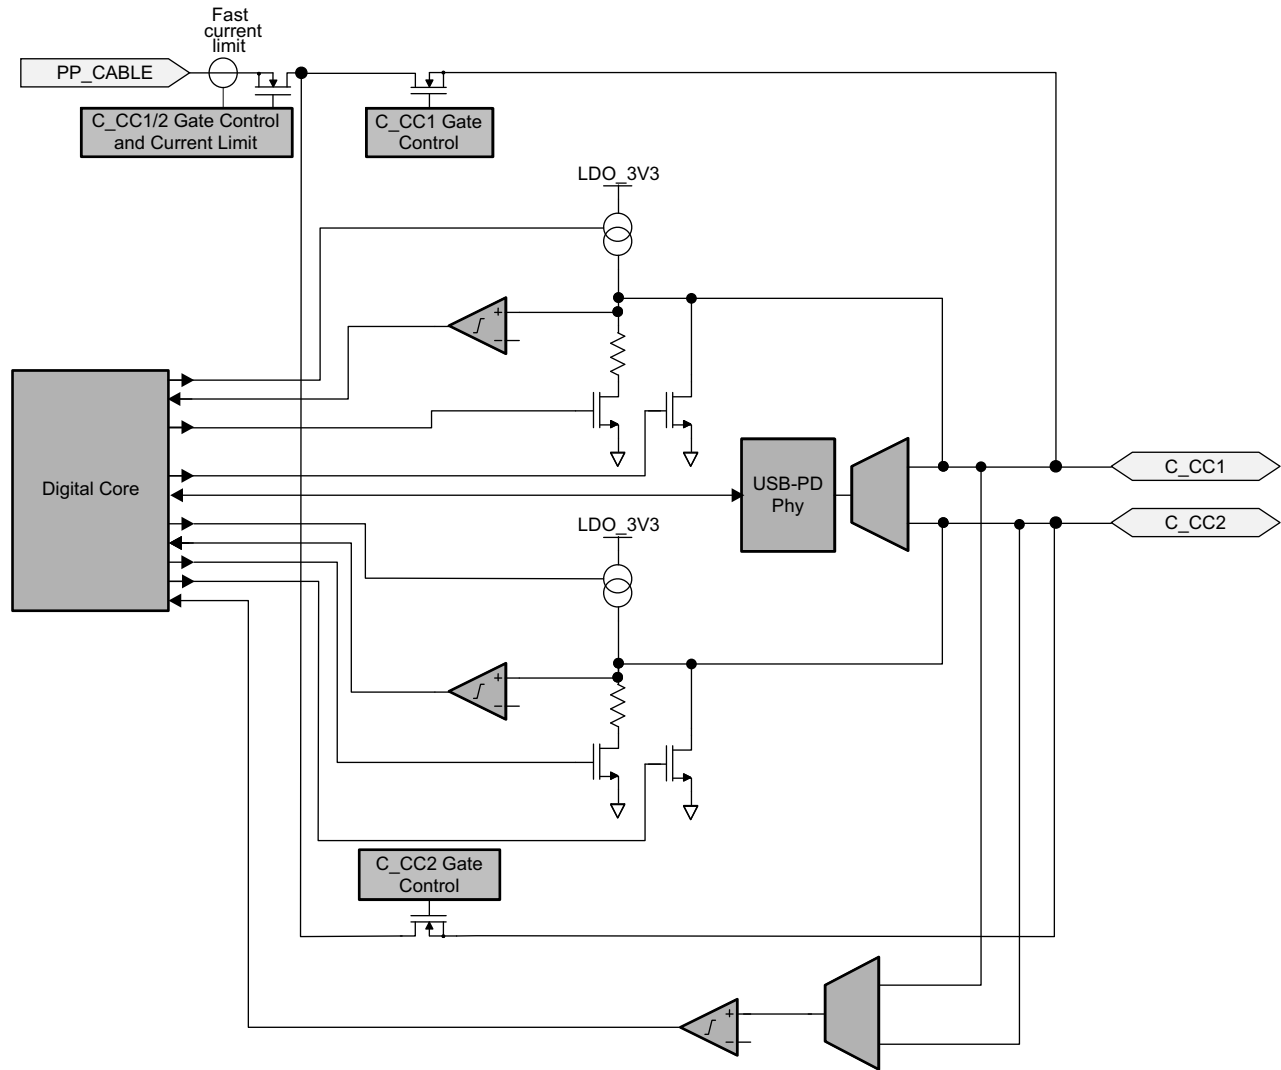 Fast
current
limit
PP_CABLE
C_CC1/2 Gate Control
and Current Limit
C_CC1 Gate
Control
LDO_3V3
+
−
Digital Core
USB-PD
Phy
C_CC1
C_CC2
LDO_3V3
+
−
C_CC2 Gate
Control
+
−